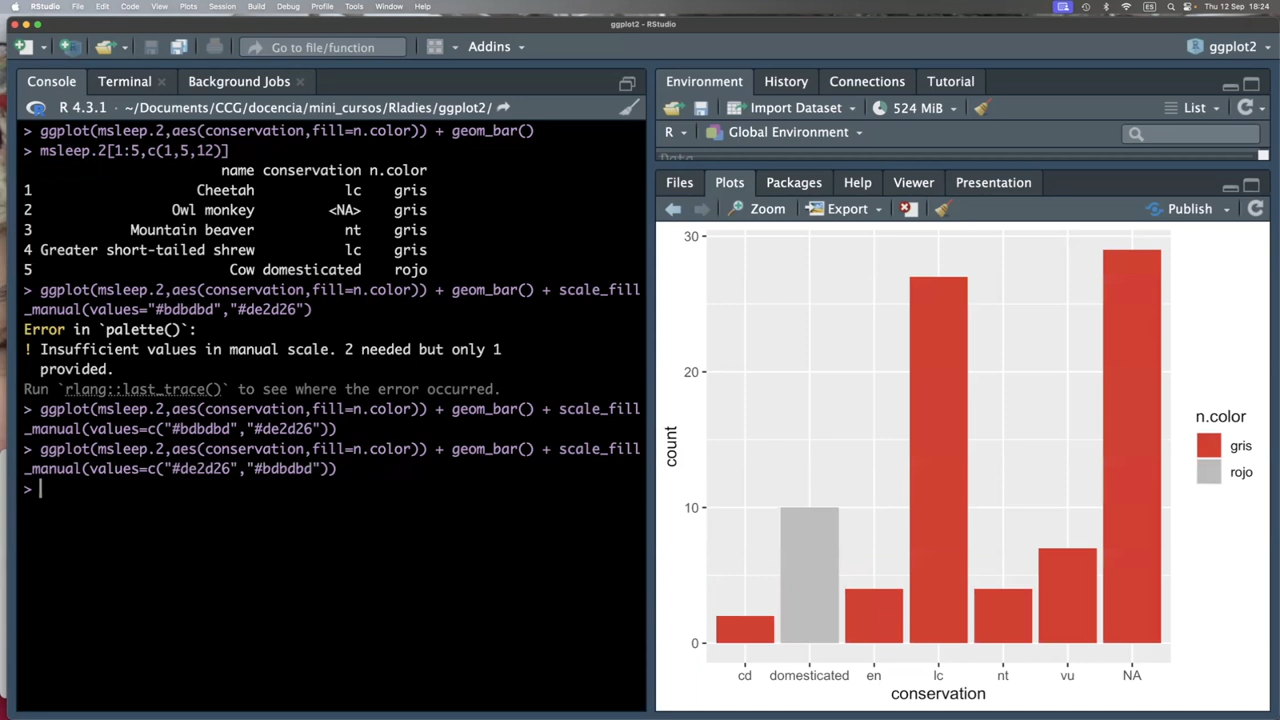 RStudio File Edit Code View Plots Session Build Debug Profile Tools Window Help
ES Thu 12 Sep 18:24
ggplot2 - RStudio
Go to file/function Addins ggplot2
Console Terminal Background Jobs
R 4.3.1 · ~/Documents/CCG/docencia/mini_cursos/Rladies/ggplot2/
> ggplot(msleep.2,aes(conservation,fill=n.color)) + geom_bar()
> msleep.2[1:5,c(1,5,12)]
name conservation n.color
1 Cheetah lc gris
2 Owl monkey <NA> gris
3 Mountain beaver nt gris
4 Greater short-tailed shrew lc gris
5 Cow domesticated rojo
> ggplot(msleep.2,aes(conservation,fill=n.color)) + geom_bar() + scale_fill
_manual(values="#bdbdbd","#de2d26")
Error in `palette()`:
! Insufficient values in manual scale. 2 needed but only 1
provided.
Run `rlang::last_trace()` to see where the error occurred.
> ggplot(msleep.2,aes(conservation,fill=n.color)) + geom_bar() + scale_fill
_manual(values=c("#bdbdbd","#de2d26"))
> ggplot(msleep.2,aes(conservation,fill=n.color)) + geom_bar() + scale_fill
_manual(values=c("#de2d26","#bdbdbd"))
>
Environment History Connections Tutorial
Import Dataset 524 MiB List
R Global Environment
Data
Files Plots Packages Help Viewer Presentation
Zoom Export Publish
30
20
10
0
count
cd domesticated en lc nt vu NA
conservation
n.color
gris
rojo